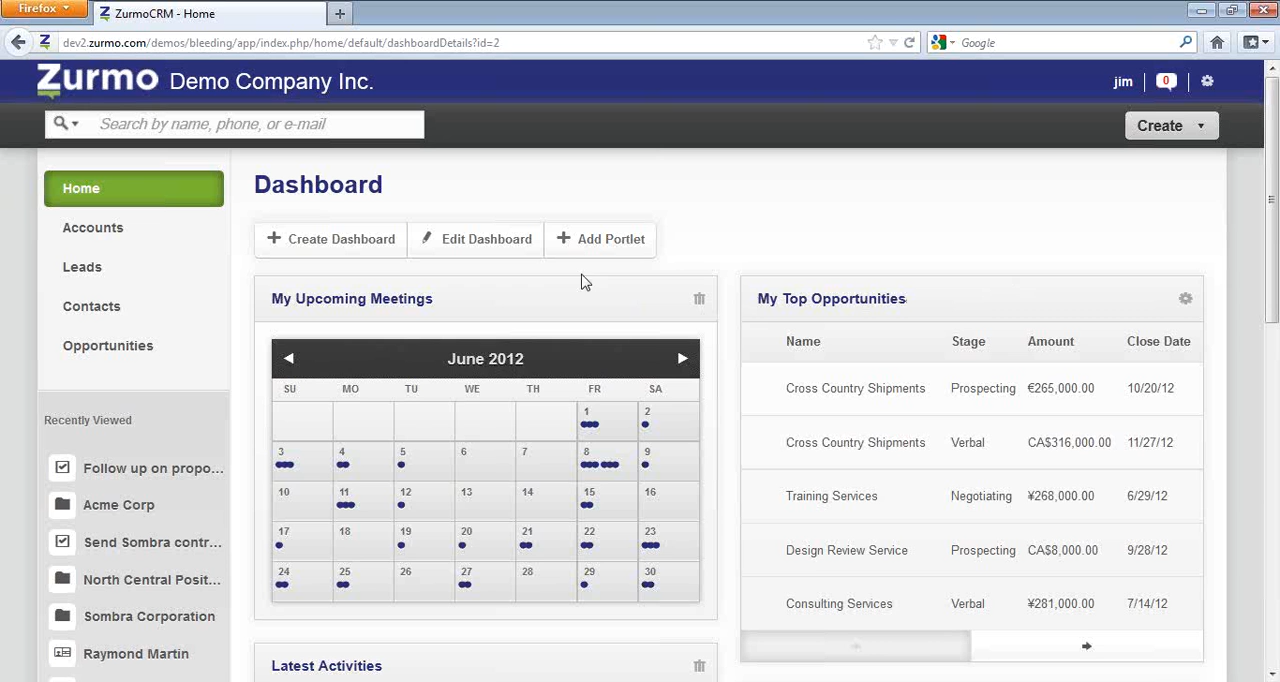 Firefox
ZurmoCRM - Home
dev2.zurmo.com/demos/bleeding/app/index.php/home/default/dashboardDetails?id=2
Google
Zurmo Demo Company Inc.
jim
0
Search by name, phone, or e-mail
Create
Home
Accounts
Leads
Contacts
Opportunities
Recently Viewed
Follow up on propo...
Acme Corp
Send Sombra contr...
North Central Posit...
Sombra Corporation
Raymond Martin
Dashboard
Create Dashboard
Edit Dashboard
Add Portlet
My Upcoming Meetings
June 2012
SU MO TU WE TH FR SA
1 2
3 4 5 6 7 8 9
10 11 12 13 14 15 16
17 18 19 20 21 22 23
24 25 26 27 28 29 30
Latest Activities
My Top Opportunities
Name Stage Amount Close Date
Cross Country Shipments Prospecting €265,000.00 10/20/12
Cross Country Shipments Verbal CA$316,000.00 11/27/12
Training Services Negotiating ¥268,000.00 6/29/12
Design Review Service Prospecting CA$8,000.00 9/28/12
Consulting Services Verbal ¥281,000.00 7/14/12